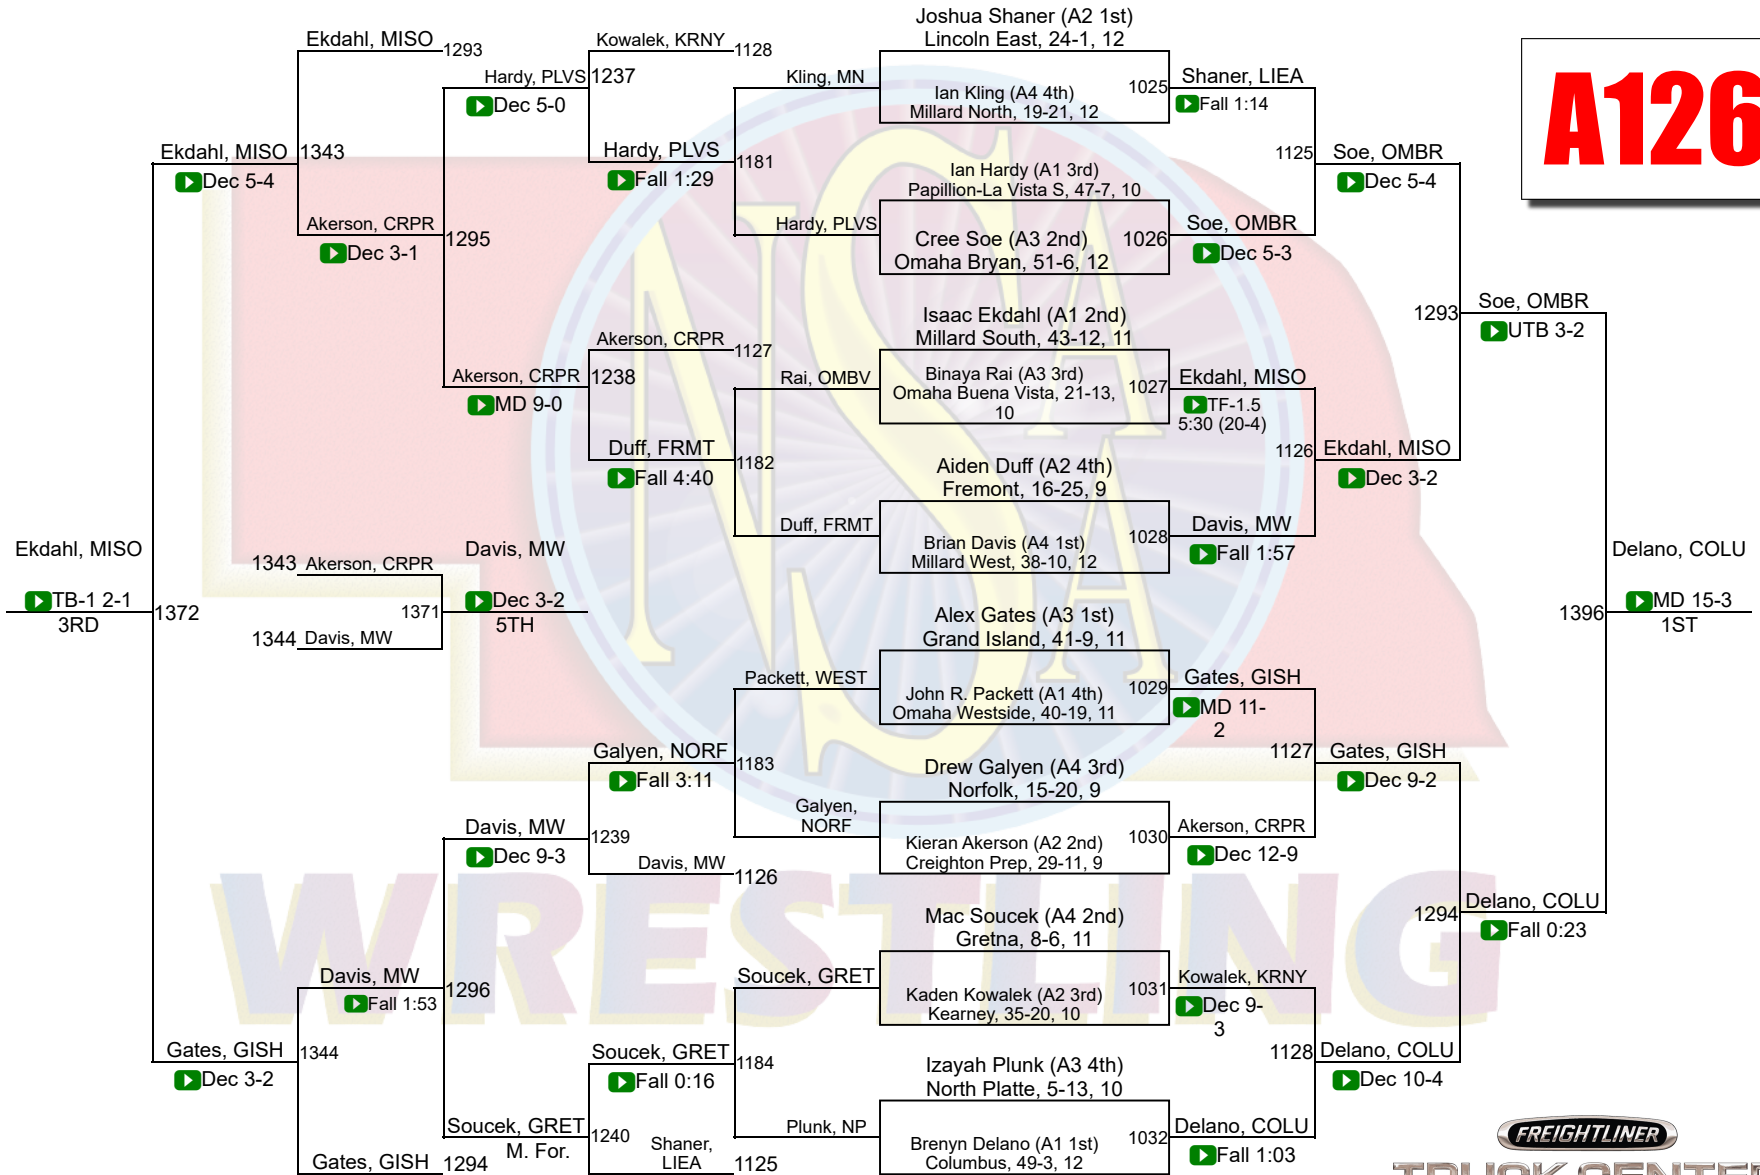 A126
Joshua Shaner (A2 1st)
Lincoln East, 24-1, 12
Ian Kling (A4 4th)
Millard North, 19-21, 12
1025
Ian Hardy (A1 3rd)
Papillion-La Vista S, 47-7, 10
Cree Soe (A3 2nd)
Omaha Bryan, 51-6, 12
1026
Isaac Ekdahl (A1 2nd)
Millard South, 43-12, 11
Binaya Rai (A3 3rd)
Omaha Buena Vista, 21-13,
10
1027
Aiden Duff (A2 4th)
Fremont, 16-25, 9
Brian Davis (A4 1st)
Millard West, 38-10, 12
1028
Alex Gates (A3 1st)
Grand Island, 41-9, 11
John R. Packett (A1 4th)
Omaha Westside, 40-19, 11
1029
Drew Galyen (A4 3rd)
Norfolk, 15-20, 9
Kieran Akerson (A2 2nd)
Creighton Prep, 29-11, 9
1030
Mac Soucek (A4 2nd)
Gretna, 8-6, 11
Kaden Kowalek (A2 3rd)
Kearney, 35-20, 10
1031
Izayah Plunk (A3 4th)
North Platte, 5-13, 10
Brenyn Delano (A1 1st)
Columbus, 49-3, 12
1032
Shaner, LIEA
Fall 1:14
1125
Soe, OMBR
Dec 5-3
Ekdahl, MISO
TF-1.5
5:30 (20-4)
1126
Davis, MW
Fall 1:57
Gates, GISH
MD 11-
2
1127
Akerson, CRPR
Dec 12-9
Kowalek, KRNY
Dec 9-
3
1128
Delano, COLU
Fall 1:03
Soe, OMBR
Dec 5-4
1293
Ekdahl, MISO
Dec 3-2
Gates, GISH
Dec 9-2
1294
Delano, COLU
Dec 10-4
Soe, OMBR
UTB 3-2
1396
Delano, COLU
Fall 0:23
Delano, COLU
MD 15-3
1ST
Kling, MN
1181
Hardy, PLVS
Rai, OMBV
1182
Duff, FRMT
Packett, WEST
1183
Galyen,
NORF
Soucek, GRET
1184
Plunk, NP
Kowalek, KRNY
1128
1237
Hardy, PLVS
Fall 1:29
Akerson, CRPR
1127
1238
Duff, FRMT
Fall 4:40
Galyen, NORF
Fall 3:11
1239
Davis, MW
1126
Soucek, GRET
Fall 0:16
1240
Shaner,
LIEA
1125
Hardy, PLVS
Dec 5-0
1295
Akerson, CRPR
MD 9-0
Davis, MW
Dec 9-3
1296
Soucek, GRET
M. For.
Ekdahl, MISO
1293
1343
Akerson, CRPR
Dec 3-1
Davis, MW
Fall 1:53
1344
Gates, GISH
1294
Ekdahl, MISO
Dec 5-4
1372
Gates, GISH
Dec 3-2
Ekdahl, MISO
TB-1 2-1
3RD
1343
Akerson, CRPR
1371
1344
Davis, MW
Davis, MW
Dec 3-2
5TH
NSAA
WRESTLING
FREIGHTLINER
TRUCK CENTER